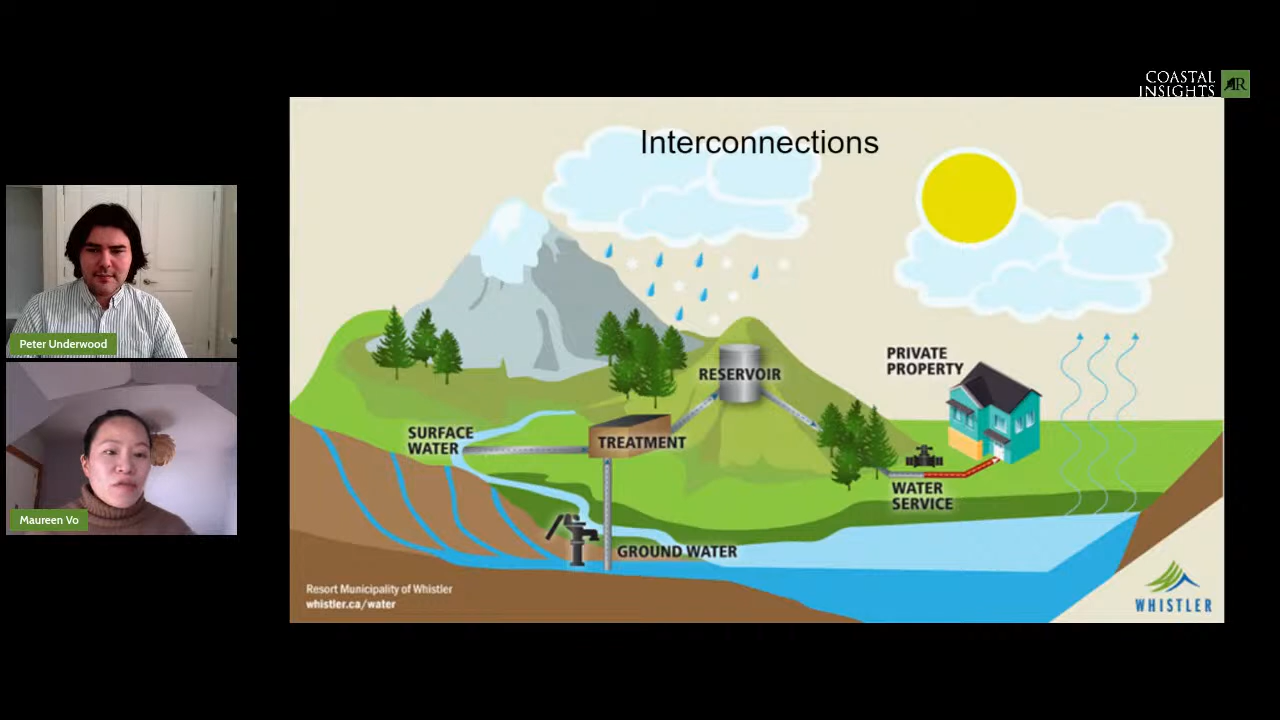 COASTAL
INSIGHTS
Interconnections
Peter Underwood
Maureen Vo
SURFACE
WATER
TREATMENT
RESERVOIR
PRIVATE
PROPERTY
WATER
SERVICE
GROUND WATER
Resort Municipality of Whistler
whistler.ca/water
WHISTLER